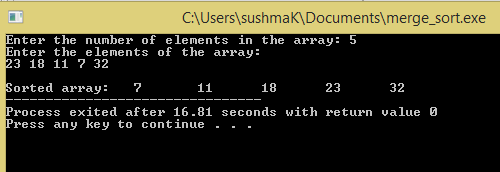 C:\Users\sushmaK\Documents\merge_sort.exe
Enter the number of elements in the array: 5
Enter the elements of the array:
23 18 11 7 32
Sorted array: 7 11 18 23 32
--------------------------------
Process exited after 16.81 seconds with return value 0
Press any key to continue . . .